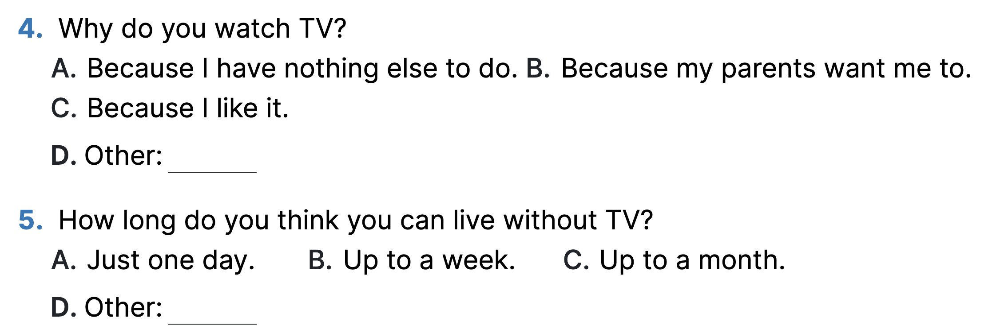 4. Why do you watch TV?
A. Because I have nothing else to do. B. Because my parents want me to.
C. Because I like it.
D. Other: ________
5. How long do you think you can live without TV?
A. Just one day. B. Up to a week. C. Up to a month.
D. Other: ________